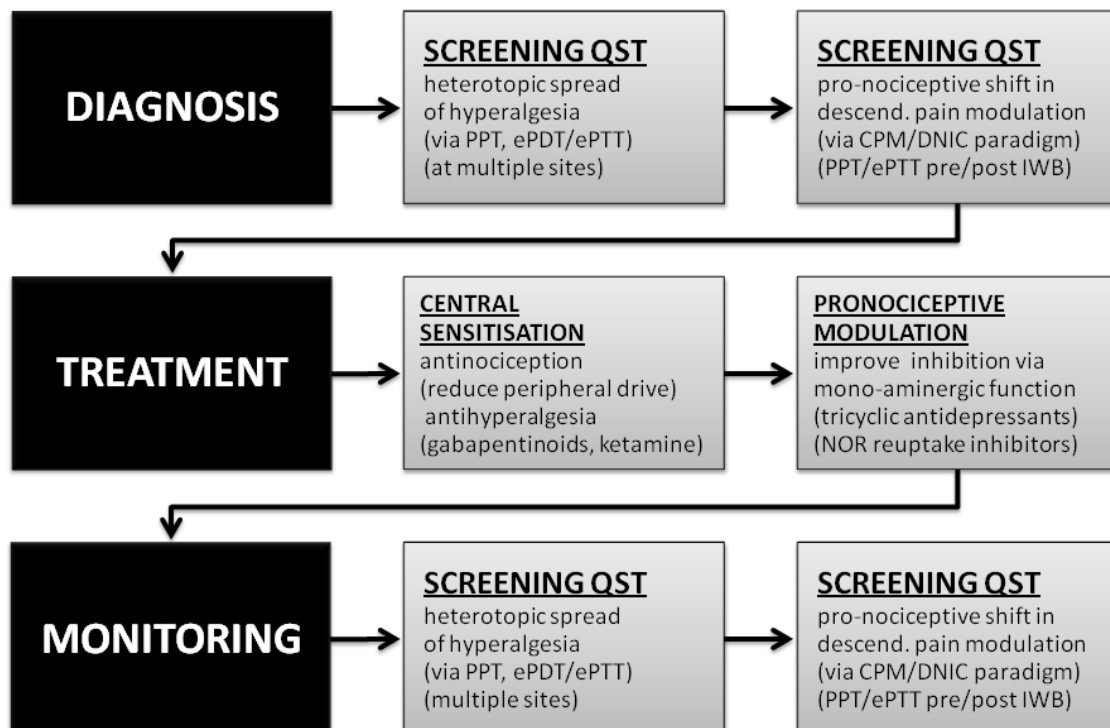 DIAGNOSIS
SCREENING QST
heterotopic spread
of hyperalgesia
(via PPT, ePDT/ePTT)
(at multiple sites)
SCREENING QST
pro-nociceptive shift in
descend. pain modulation
(via CPM/DNIC paradigm)
(PPT/ePTT pre/post IWB)
TREATMENT
CENTRAL
SENSITISATION
antinociception
(reduce peripheral drive)
antihyperalgesia
(gabapentinoids, ketamine)
PRONOCICEPTIVE
MODULATION
improve inhibition via
mono-aminergic function
(tricyclic antidepressants)
(NOR reuptake inhibitors)
MONITORING
SCREENING QST
heterotopic spread
of hyperalgesia
(via PPT, ePDT/ePTT)
(multiple sites)
SCREENING QST
pro-nociceptive shift in
descend. pain modulation
(via CPM/DNIC paradigm)
(PPT/ePTT pre/post IWB)